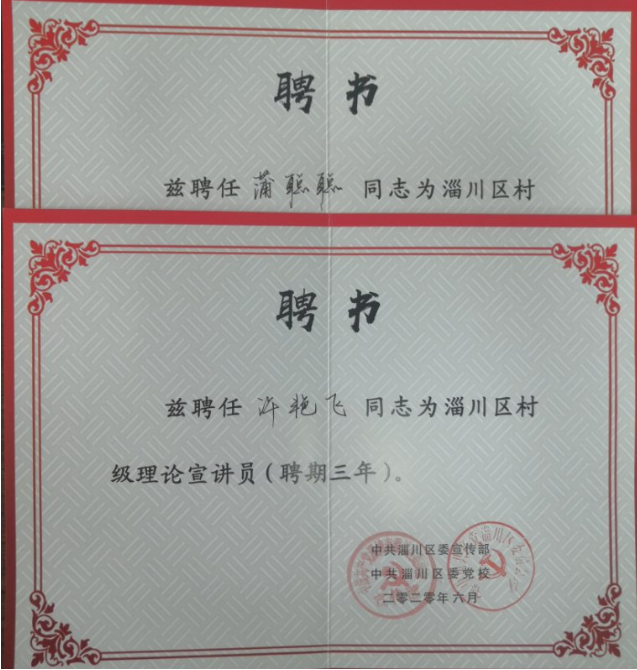 聘书
兹聘任 蒲聪聪 同志为淄川区村
聘书
兹聘任 许艳飞 同志为淄川区村
级理论宣讲员(聘期三年)。
中共淄川区委宣传部
中共淄川区委党校
二零二零年六月